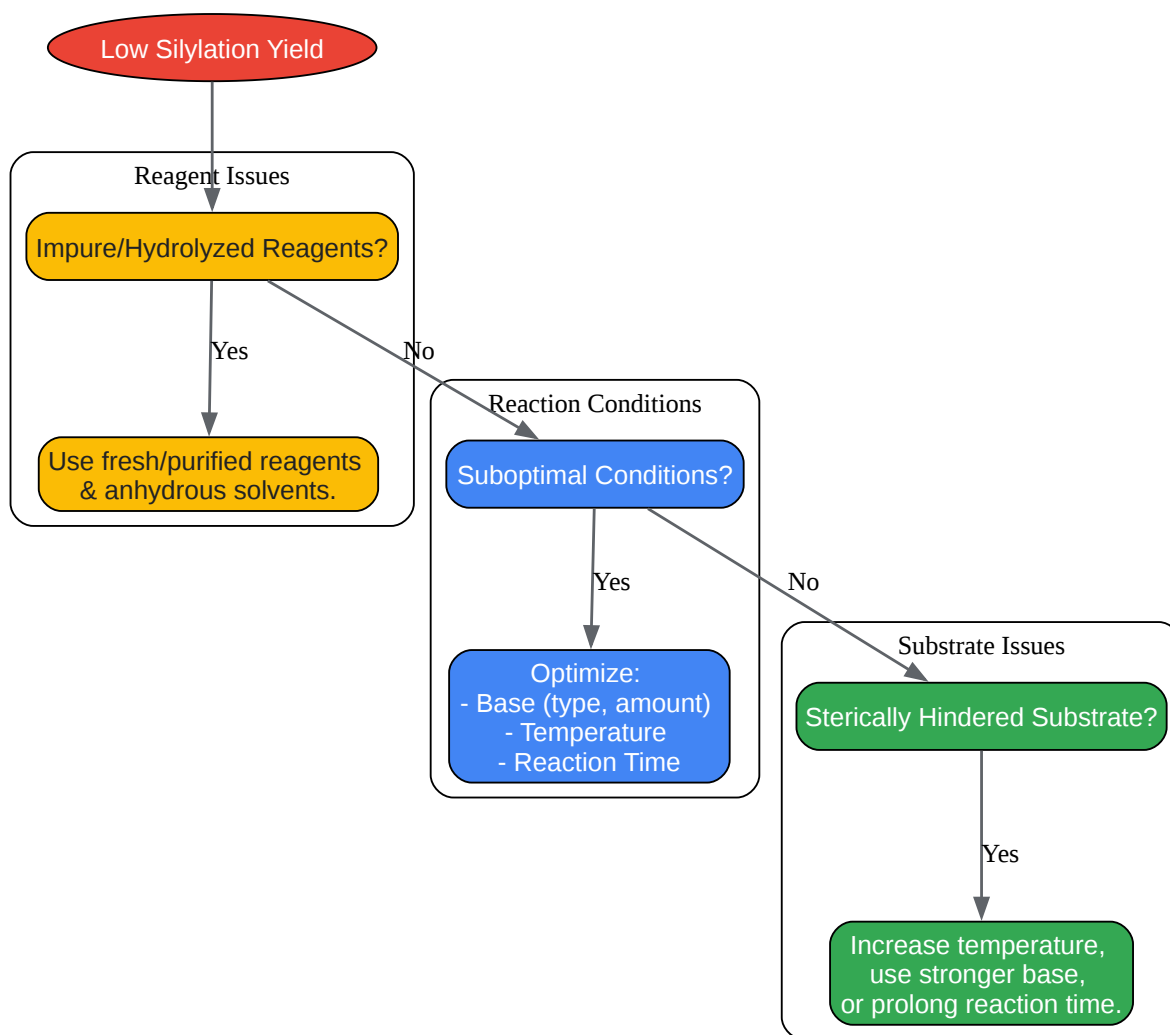 Low Silylation Yield
Reagent Issues
Impure/Hydrolyzed Reagents?
Yes
No
Use fresh/purified reagents
& anhydrous solvents.
Reaction Conditions
Suboptimal Conditions?
Yes
No
Optimize:
- Base (type, amount)
- Temperature
- Reaction Time
Substrate Issues
Sterically Hindered Substrate?
Yes
Increase temperature,
use stronger base,
or prolong reaction time.